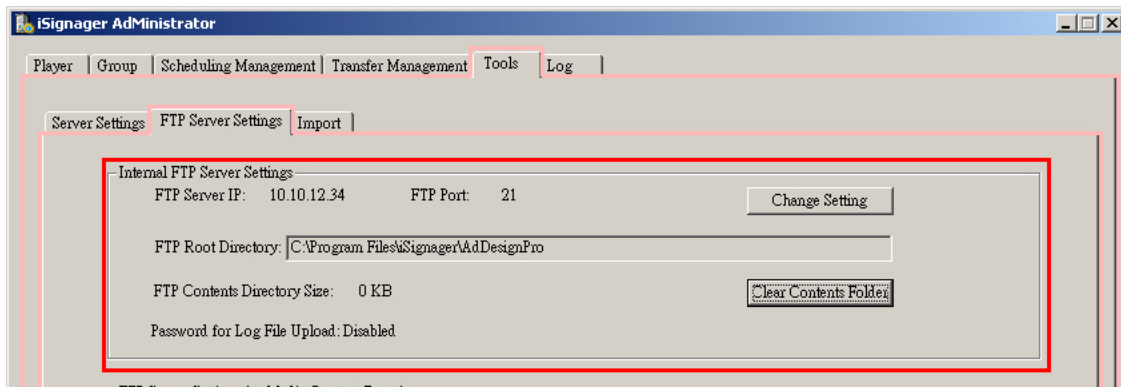 iSignager AdMinistrator
Player Group Scheduling Management Transfer Management Tools Log
Server Settings FTP Server Settings Import
Internal FTP Server Settings
FTP Server IP: 10.10.12.34 FTP Port: 21 Change Setting
FTP Root Directory: C:\Program Files\iSignager\AdDesignPro
FTP Contents Directory Size: 0 KB Clear Contents Folder
Password for Log File Upload: Disabled